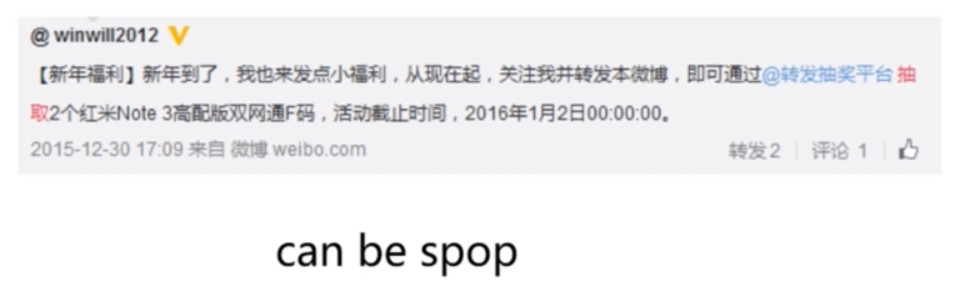 @ winwill2012
【新年福利】新年到了，我也来发点小福利，从现在起，关注我并转发本微博，即可通过@转发抽奖平台 抽
取2个红米Note 3高配版双网通F码，活动截止时间，2016年1月2日00:00:00。
2015-12-30 17:09 来自 微博 weibo.com 转发 2 | 评论 1 |
can be spop